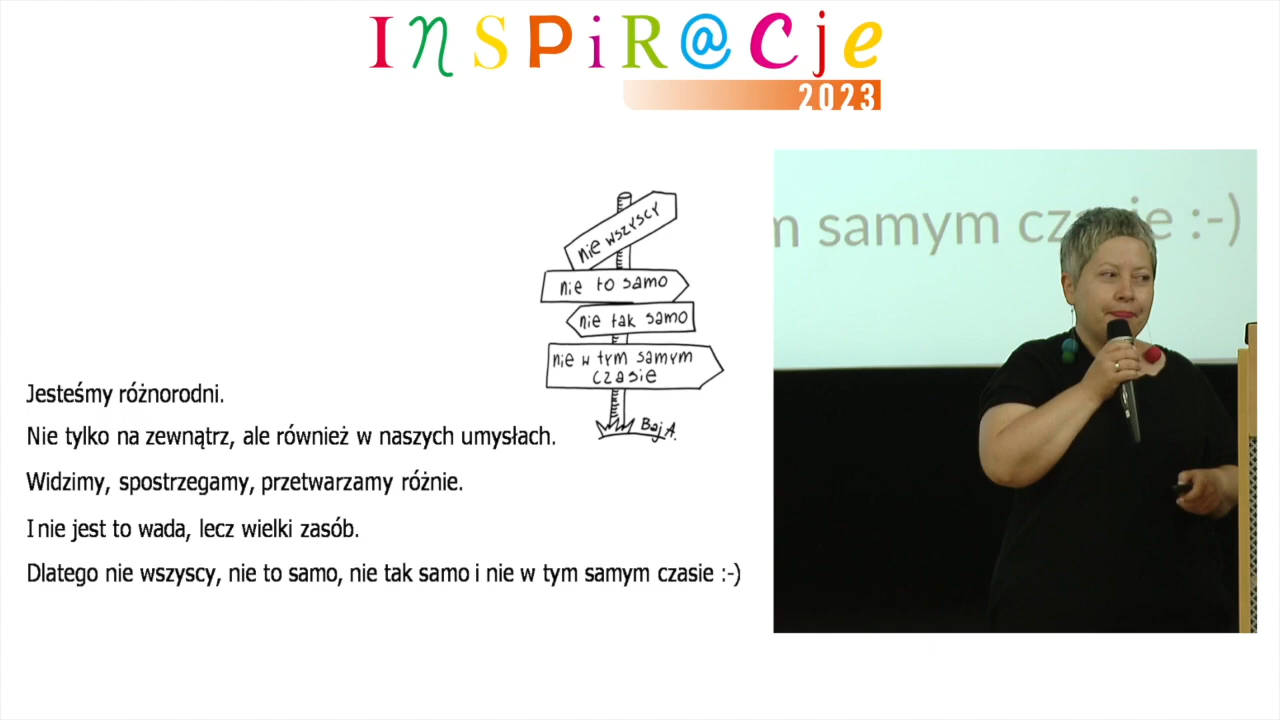 INSPiR@Cje
2023
nie wszyscy
nie to samo
nie tak samo
nie w tym samym
czasie
Baj A.
Jesteśmy różnorodni.
Nie tylko na zewnątrz, ale również w naszych umysłach.
Widzimy, spostrzegamy, przetwarzamy różnie.
I nie jest to wada, lecz wielki zasób.
Dlatego nie wszyscy, nie to samo, nie tak samo i nie w tym samym czasie :-)
m samym czasie :-)